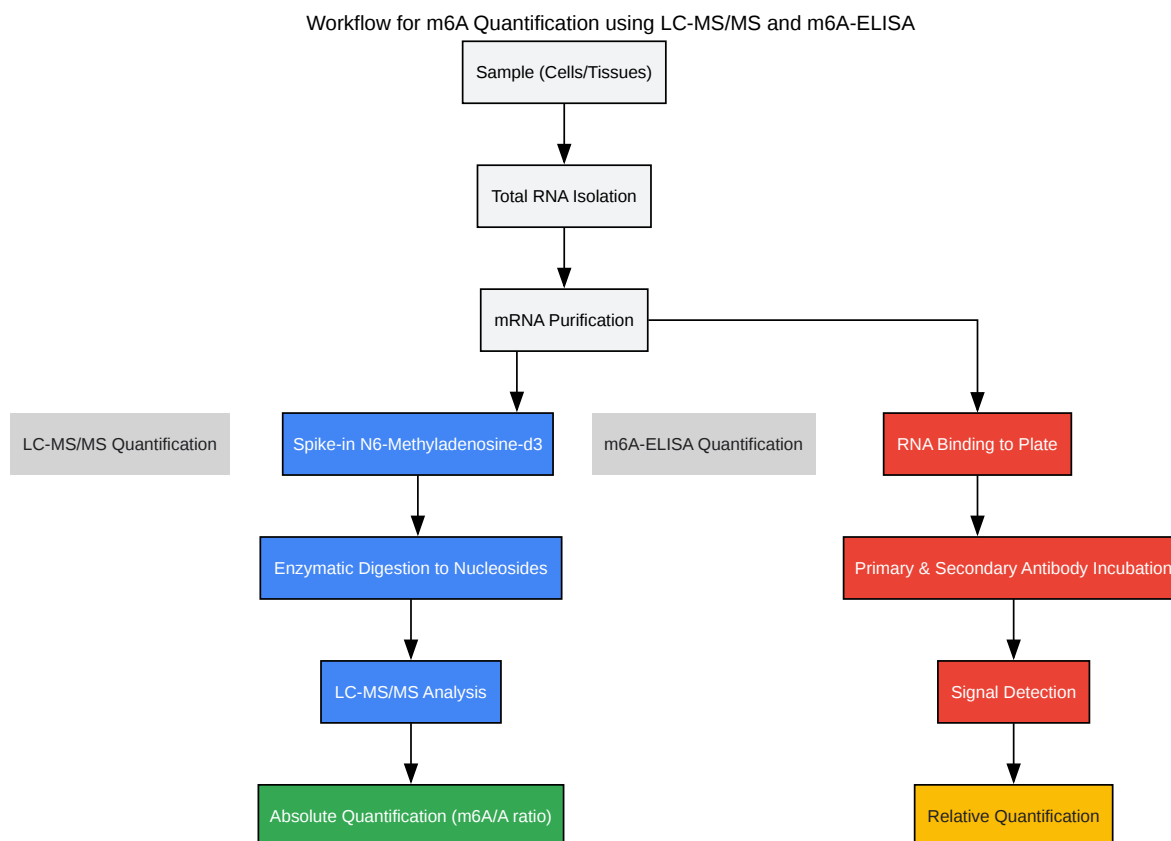 Workflow for m6A Quantification using LC-MS/MS and m6A-ELISA
Sample (Cells/Tissues)
Total RNA Isolation
mRNA Purification
LC-MS/MS Quantification
Spike-in N6-Methyladenosine-d3
m6A-ELISA Quantification
RNA Binding to Plate
Enzymatic Digestion to Nucleosides
Primary & Secondary Antibody Incubation
LC-MS/MS Analysis
Signal Detection
Absolute Quantification (m6A/A ratio)
Relative Quantification